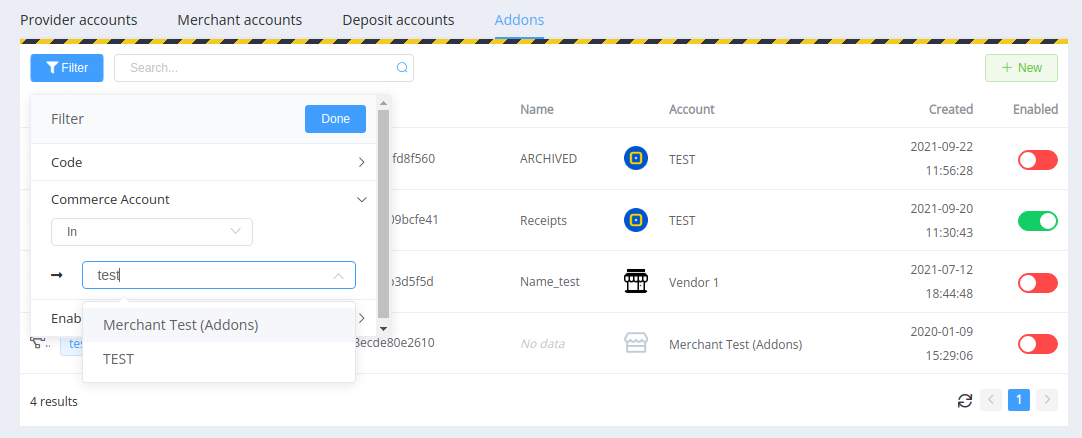 Provider accounts Merchant accounts Deposit accounts Addons
Filter Search... + New
Filter Done Name Account Created Enabled
Code
fd8f560 ARCHIVED TEST 2021-09-22
11:56:28
Commerce Account
In
09bcfe41 Receipts TEST 2021-09-20
11:30:43
test
b3d5f5d Name_test Vendor 1 2021-07-12
18:44:48
Enab
Merchant Test (Addons)
TEST
te
8ecde80e2610 No data Merchant Test (Addons) 2020-01-09
15:29:06
4 results 1